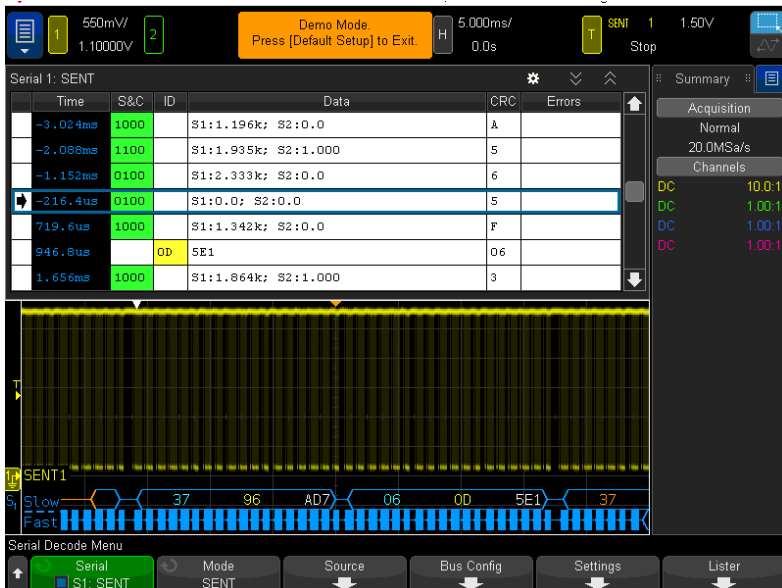 1
550mV/
1.10000V
2
Demo Mode.
Press [Default Setup] to Exit.
H
5.000ms/
0.0s
T
SENT 1
Stop
1.50V
Serial 1: SENT
Summary
Time S&C ID Data CRC Errors
-3.024ms 1000 S1:1.196k; S2:0.0 A
-2.088ms 1100 S1:1.935k; S2:1.000 5
-1.152ms 0100 S1:2.333k; S2:0.0 6
-216.4us 0100 S1:0.0; S2:0.0 5
719.6us 1000 S1:1.342k; S2:0.0 F
946.8us 0D 5E1 06
1.656ms 1000 S1:1.864k; S2:1.000 3
Acquisition
Normal
20.0MSa/s
Channels
DC 10.0:1
DC 1.00:1
DC 1.00:1
DC 1.00:1
T
SENT1
S1 Slow 37 96 AD7 06 0D 5E1 37
Fast
Serial Decode Menu
Serial
S1: SENT
Mode
SENT
Source
Bus Config
Settings
Lister